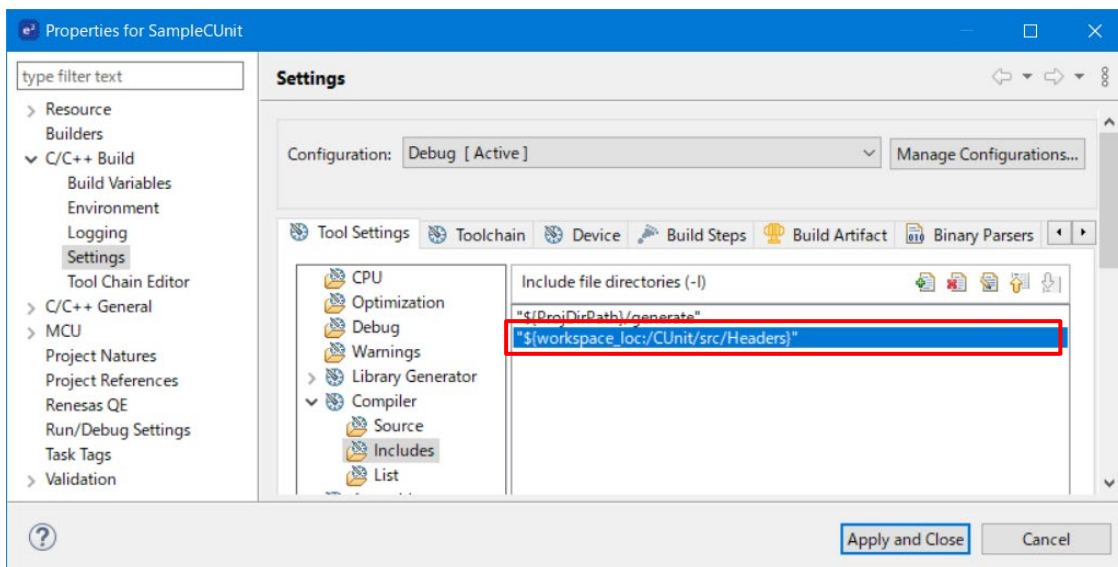 Properties for SampleCUnit
type filter text
Resource
Builders
C/C++ Build
Build Variables
Environment
Logging
Settings
Tool Chain Editor
C/C++ General
MCU
Project Natures
Project References
Renesas QE
Run/Debug Settings
Task Tags
Validation
Settings
Configuration: Debug [ Active ]
Manage Configurations...
Tool Settings Toolchain Device Build Steps Build Artifact Binary Parsers
CPU
Optimization
Debug
Warnings
Library Generator
Compiler
Source
Includes
List
Include file directories (-I)
"${ProjDirPath}/generate"
"${workspace_loc:/CUnit/src/Headers}"
Apply and Close
Cancel